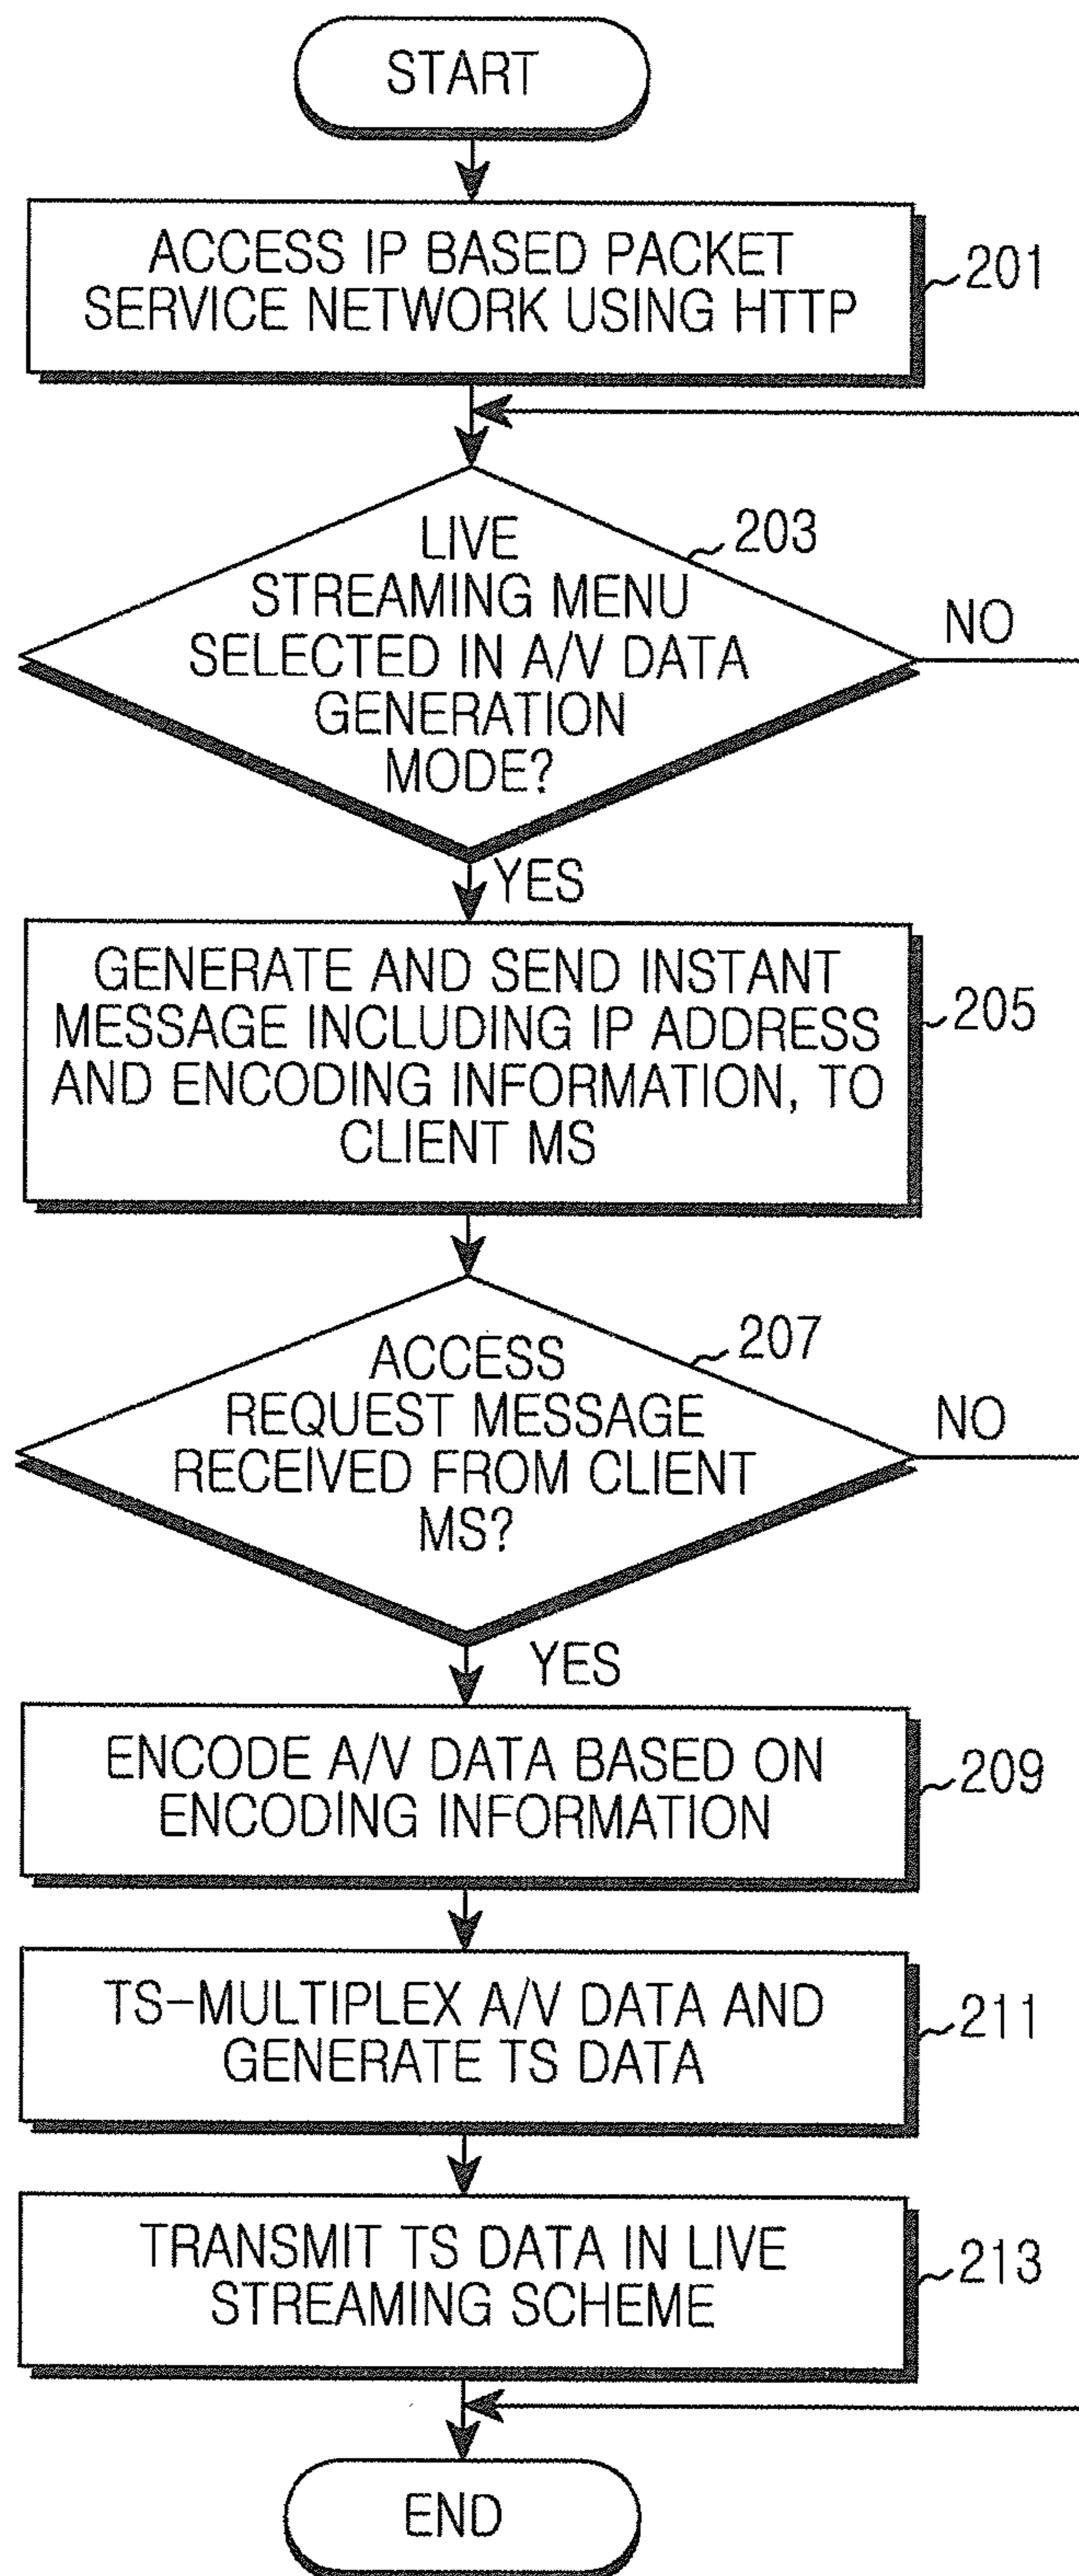 START
ACCESS IP BASED PACKET
SERVICE NETWORK USING HTTP
201
LIVE
STREAMING MENU
SELECTED IN A/V DATA
GENERATION
MODE?
203
NO
YES
GENERATE AND SEND INSTANT
MESSAGE INCLUDING IP ADDRESS
AND ENCODING INFORMATION, TO
CLIENT MS
205
ACCESS
REQUEST MESSAGE
RECEIVED FROM CLIENT
MS?
207
NO
YES
ENCODE A/V DATA BASED ON
ENCODING INFORMATION
209
TS-MULTIPLEX A/V DATA AND
GENERATE TS DATA
211
TRANSMIT TS DATA IN LIVE
STREAMING SCHEME
213
END